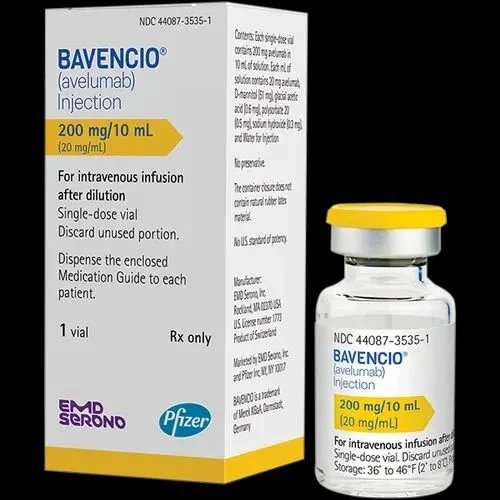 NDC 44087-3535-1
BAVENCIO®
(avelumab)
Injection
200 mg/10 mL
(20 mg/mL)
For intravenous infusion
after dilution
Single-dose vial
Discard unused portion.
Dispense the enclosed
Medication Guide to each
patient.
1 vial Rx only
EMD
SERONO
Pfizer
Contents: Each single-dose vial
contains 200 mg avelumab in
10 mL of solution. Each mL of
solution contains 20 mg avelumab,
D-mannitol (51 mg), glacial acetic
acid (0.6 mg), polysorbate 20
(0.5 mg), sodium hydroxide (0.3 mg),
and Water for Injection
No preservative.
The container closure does not
contain natural rubber latex
material.
No U.S. standard of potency.
Manufacturer:
EMD Serono, Inc.
Rockland, MA 02370 USA
U.S. License number 1773
Product of Switzerland
Marketed by EMD Serono, Inc.
and Pfizer Inc, NY, NY 10017
BAVENCIO is a trademark
of Merck KGaA, Darmstadt,
Germany
NDC 44087-3535-1
BAVENCIO®
(avelumab)
Injection
200 mg/10 mL
(20 mg/mL)
For intravenous infusion after
Single-dose vial. Discard unused
Storage: 36° to 46°F (2° to 8°C)